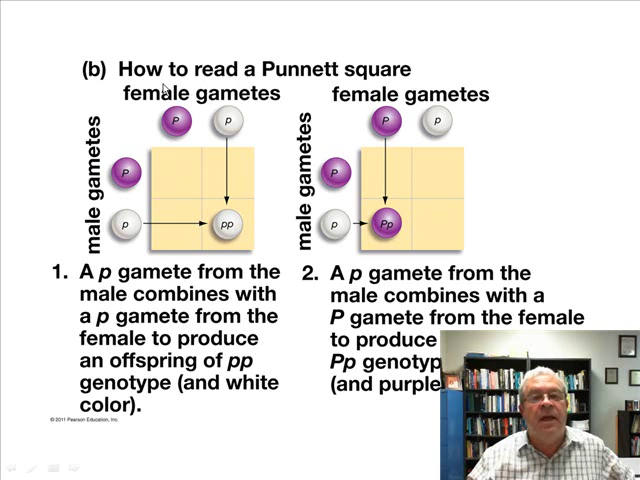 (b) How to read a Punnett square
female gametes
P p
male gametes
P
p pp
1. A p gamete from the
male combines with
a p gamete from the
female to produce
an offspring of pp
genotype (and white
color).
female gametes
P p
male gametes
P
p Pp
2. A p gamete from the
male combines with a
P gamete from the female
to produce
Pp genotyp
(and purple
© 2011 Pearson Education, Inc.